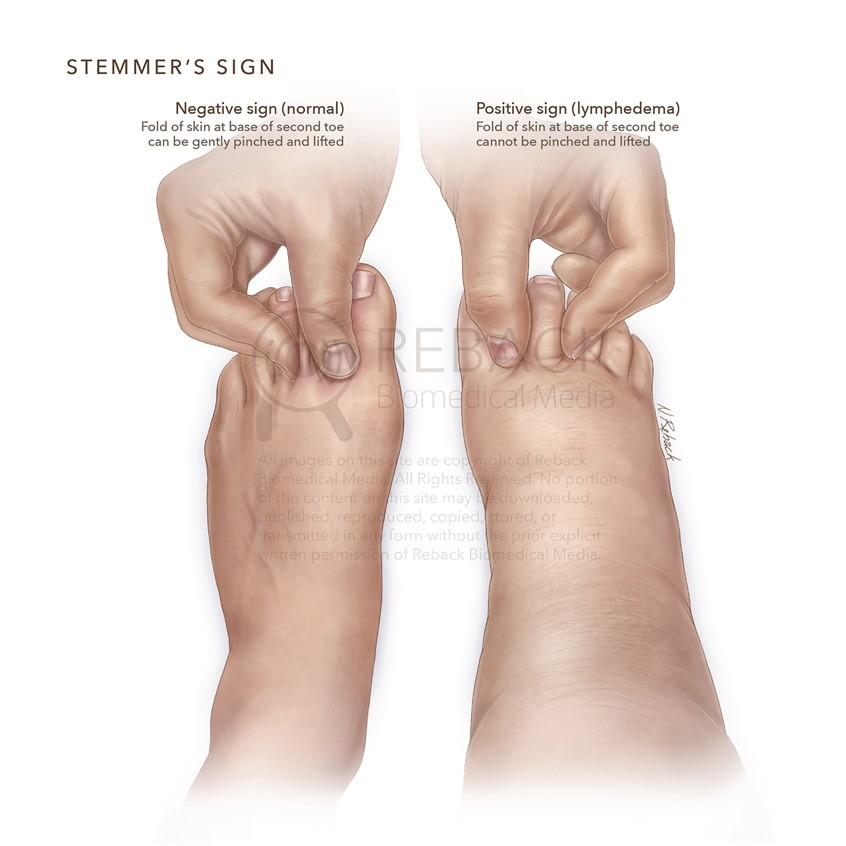 STEMMER'S SIGN
Negative sign (normal)
Fold of skin at base of second toe
can be gently pinched and lifted
Positive sign (lymphedema)
Fold of skin at base of second toe
cannot be pinched and lifted
REBACK
Biomedical Media
N. Reback
All images on this site are copyright of Reback
Biomedical Media. All Rights Reserved. No portion
of the content on this site may be downloaded,
published, reproduced, copied, stored, or
transmitted in any form without the prior explicit
written permission of Reback Biomedical Media.